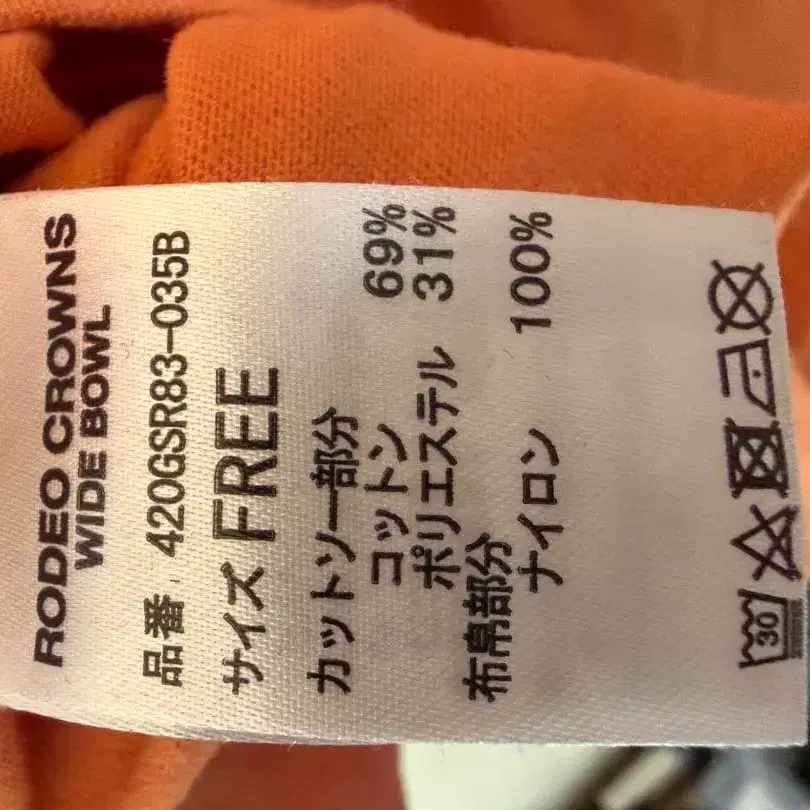 RODEO CROWNS
WIDE BOWL
品番 420GSR83-035B
サイズ FREE
カットソー部分
コットン 69%
ポリエステル 31%
布帛部分
ナイロン 100%
30